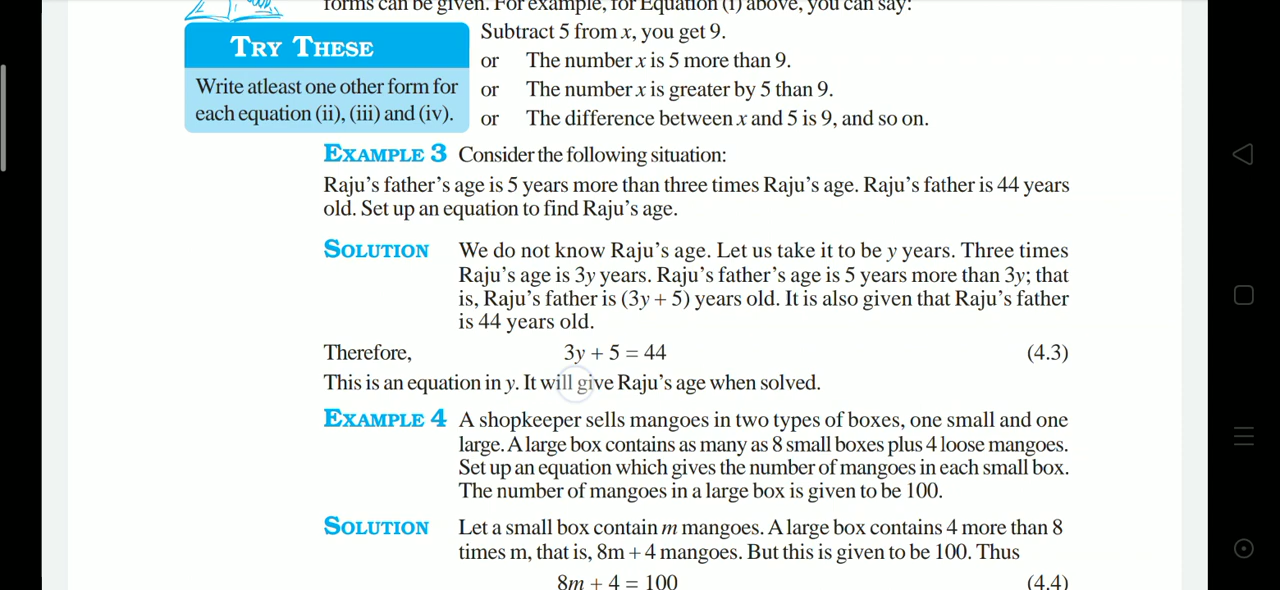 forms can be given. For example, for Equation (i) above, you can say:
TRY THESE
Write atleast one other form for
each equation (ii), (iii) and (iv).
Subtract 5 from x, you get 9.
or The number x is 5 more than 9.
or The number x is greater by 5 than 9.
or The difference between x and 5 is 9, and so on.
EXAMPLE 3 Consider the following situation:
Raju's father's age is 5 years more than three times Raju's age. Raju's father is 44 years
old. Set up an equation to find Raju's age.
SOLUTION We do not know Raju's age. Let us take it to be y years. Three times
Raju's age is 3y years. Raju's father's age is 5 years more than 3y; that
is, Raju's father is (3y + 5) years old. It is also given that Raju's father
is 44 years old.
Therefore, 3y + 5 = 44 (4.3)
This is an equation in y. It will give Raju's age when solved.
EXAMPLE 4 A shopkeeper sells mangoes in two types of boxes, one small and one
large. A large box contains as many as 8 small boxes plus 4 loose mangoes.
Set up an equation which gives the number of mangoes in each small box.
The number of mangoes in a large box is given to be 100.
SOLUTION Let a small box contain m mangoes. A large box contains 4 more than 8
times m, that is, 8m + 4 mangoes. But this is given to be 100. Thus
8m + 4 = 100 (4.4)